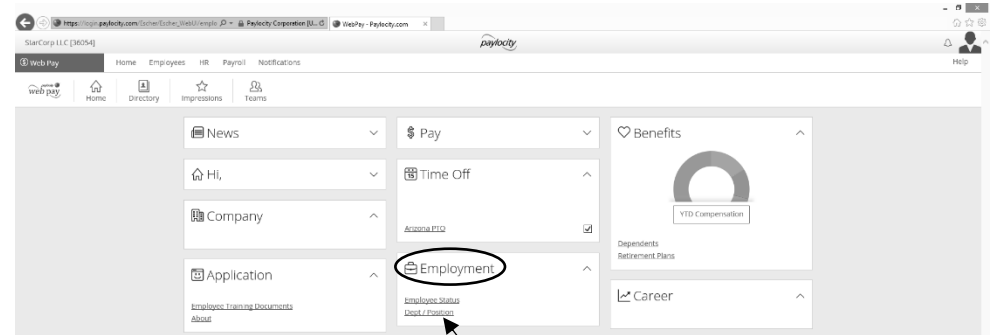 https://login.paylocity.com/Escher/Escher_WebUI/emplo
Paylocity Corporation [U...
WebPay - Paylocity.com
StarCorp LLC [36054]
paylocity
Web Pay
Home Employees HR Payroll Notifications
Help
web pay
Home Directory Impressions Teams
News
Pay
Benefits
Hi,
15 Time Off
Company
YTD Compensation
Arizona PTO
Dependents
Retirement Plans
Application
Employment
Career
Employee Training Documents
About
Employee Status
Dept / Position